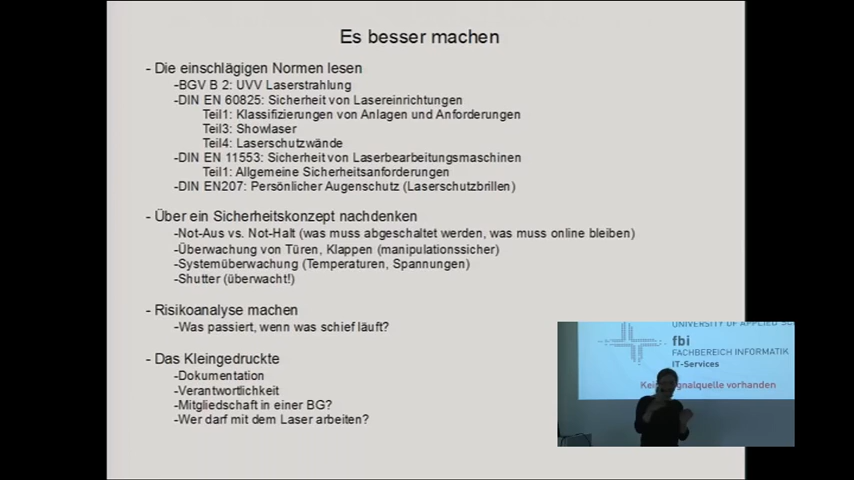 Es besser machen
- Die einschlägigen Normen lesen
-BGV B 2: UVV Laserstrahlung
-DIN EN 60825: Sicherheit von Lasereinrichtungen
Teil1: Klassifizierungen von Anlagen und Anforderungen
Teil3: Showlaser
Teil4: Laserschutzwände
-DIN EN 11553: Sicherheit von Laserbearbeitungsmaschinen
Teil1: Allgemeine Sicherheitsanforderungen
-DIN EN207: Persönlicher Augenschutz (Laserschutzbrillen)
- Über ein Sicherheitskonzept nachdenken
-Not-Aus vs. Not-Halt (was muss abgeschaltet werden, was muss online bleiben)
-Überwachung von Türen, Klappen (manipulationssicher)
-Systemüberwachung (Temperaturen, Spannungen)
-Shutter (überwacht!)
- Risikoanalyse machen
-Was passiert, wenn was schief läuft?
- Das Kleingedruckte
-Dokumentation
-Verantwortlichkeit
-Mitgliedschaft in einer BG?
-Wer darf mit dem Laser arbeiten?
UNIVERSITY OF APPLIED
fbi
FACHBEREICH INFORMATIK
IT-Services
vorhanden